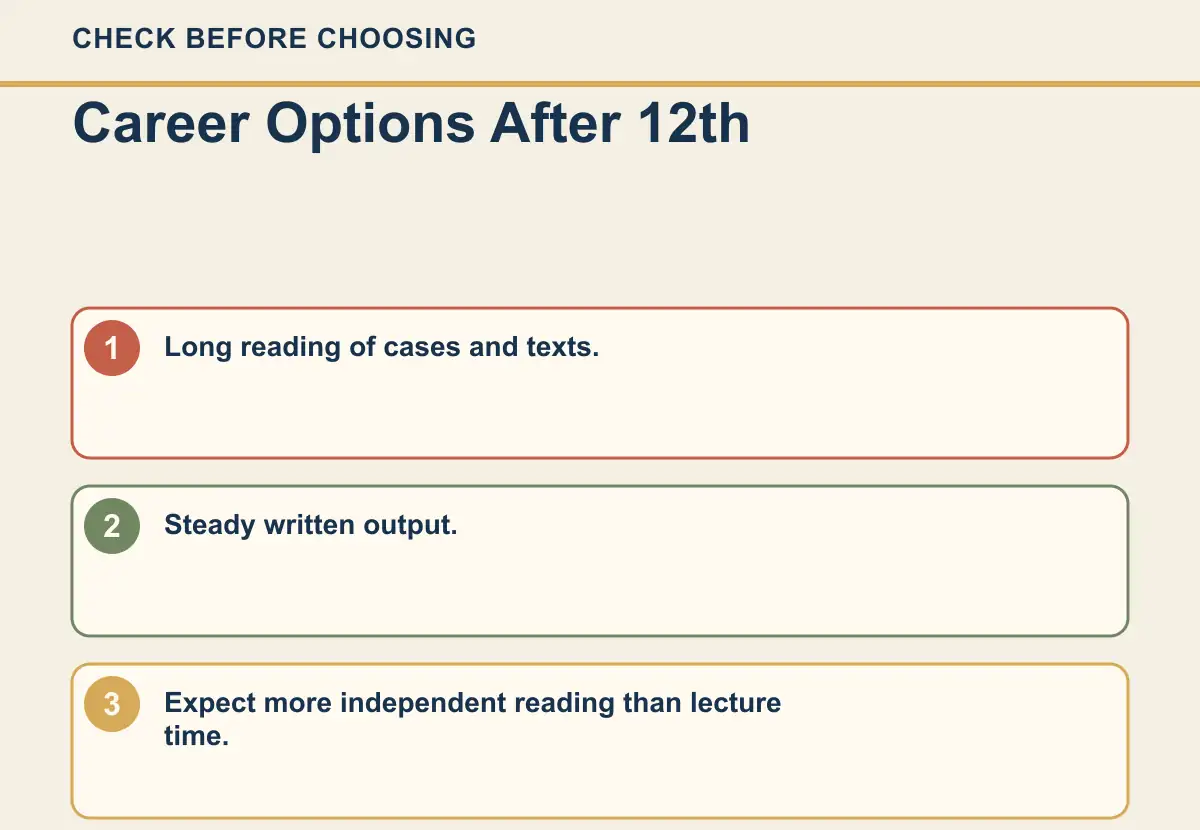 CHECK BEFORE CHOOSING
Career Options After 12th
1
Long reading of cases and texts.
2
Steady written output.
3
Expect more independent reading than lecture
time.